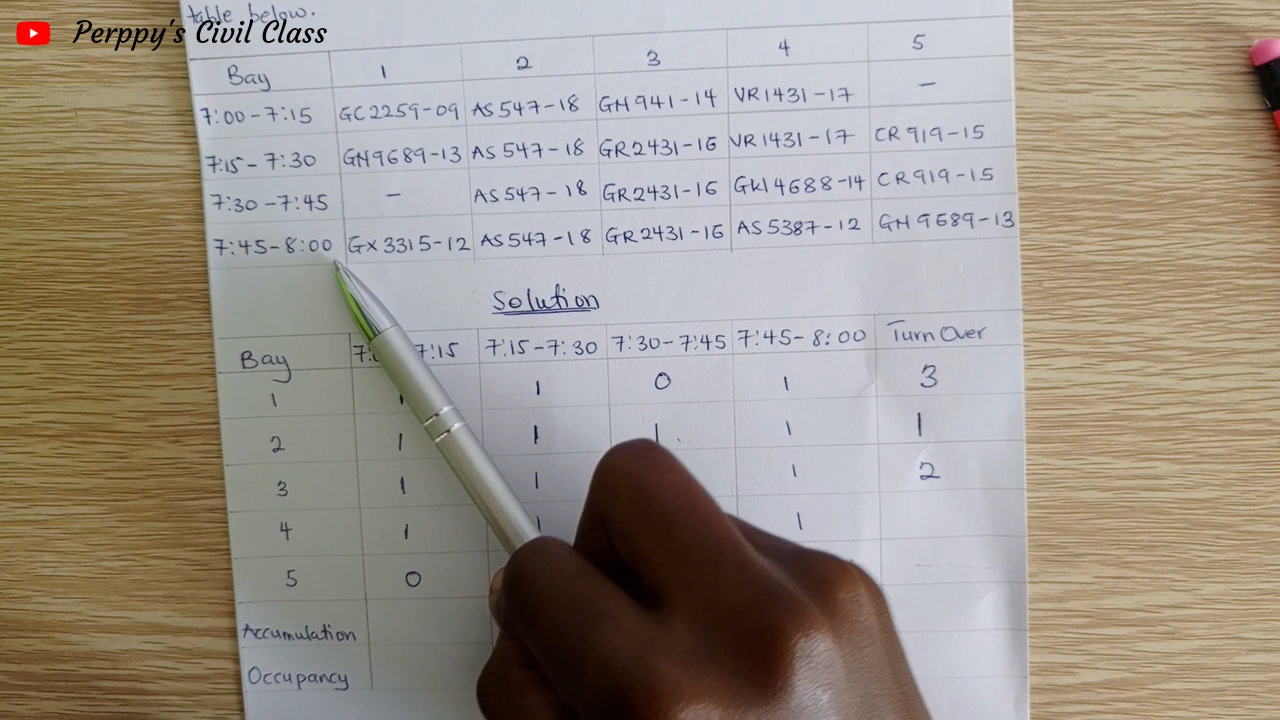 Perppy's Civil Class
table below.
Bay 1 2 3 4 5
7:00-7:15 GC2259-09 AS547-18 GN941-14 VR1431-17 -
7:15-7:30 GN9689-13 AS547-18 GR2431-16 VR1431-17 CR919-15
7:30-7:45 - AS547-18 GR2431-16 GK14688-14 CR919-15
7:45-8:00 GX3315-12 AS547-18 GR2431-16 AS5387-12 GN9689-13
Solution
Bay 7:15 7:15-7:30 7:30-7:45 7:45-8:00 Turn Over
1 1 0 1 3
2 1 1 1 1 1
3 1 1 1 2
4 1 1 1
5 0
Accumulation
Occupancy